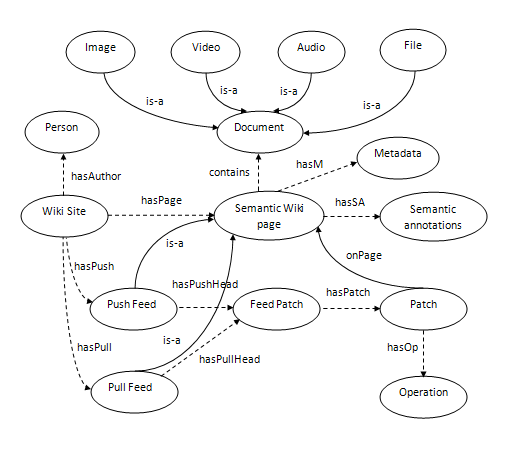 Image
Video
Audio
File
is-a
is-a
is-a
is-a
Person
Document
hasAuthor
contains
hasM
Metadata
Wiki Site
hasPage
Semantic Wiki
page
hasSA
Semantic
annotations
is-a
onPage
hasPush
hasPushHead
hasPatch
Push Feed
Feed Patch
Patch
hasPull
is-a
hasPullHead
hasOp
Pull Feed
Operation